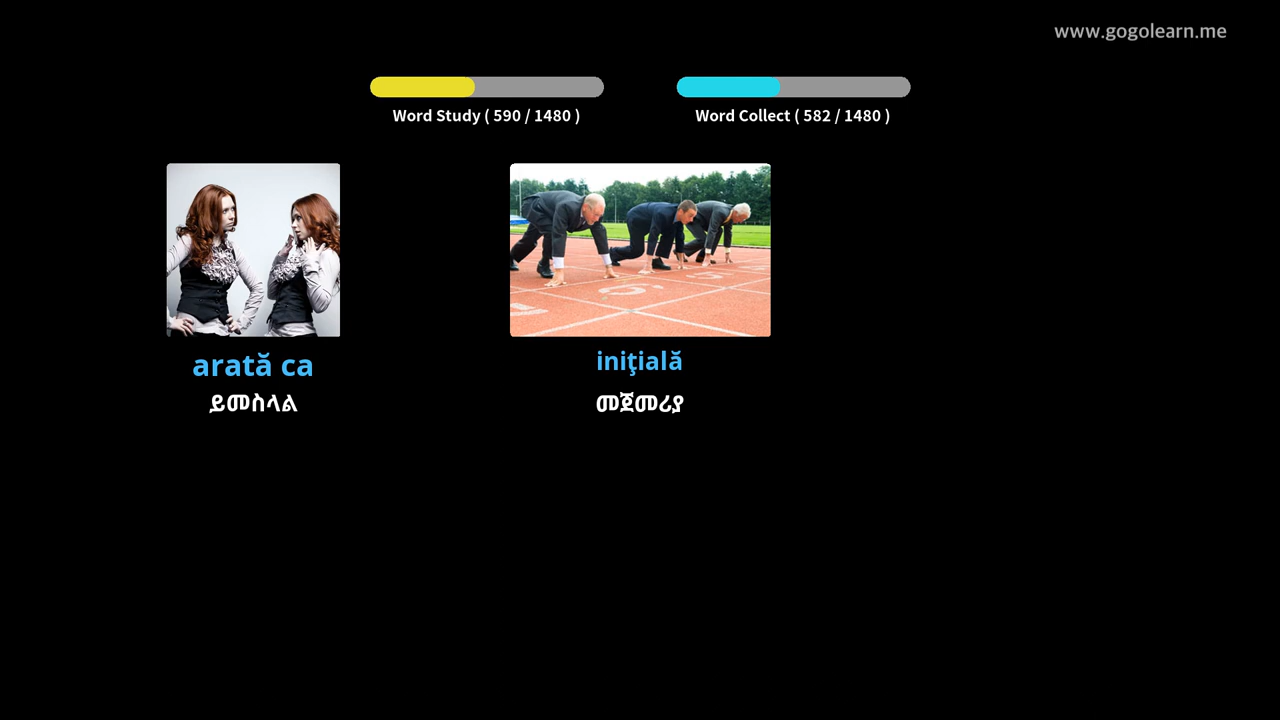 www.gogolearn.me
Word Study ( 590 / 1480 )
Word Collect ( 582 / 1480 )
arată ca
iniţială
ይመስላል
መጀመሪያ